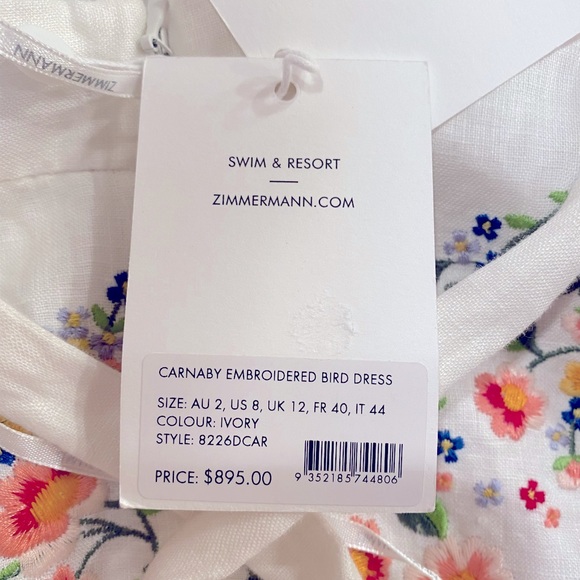 ZIMMERMANN
SWIM & RESORT
ZIMMERMANN.COM
CARNABY EMBROIDERED BIRD DRESS
SIZE: AU 2, US 8, UK 12, FR 40, IT 44
COLOUR: IVORY
STYLE: 8226DCAR
PRICE: $895.00
9 352185 744806